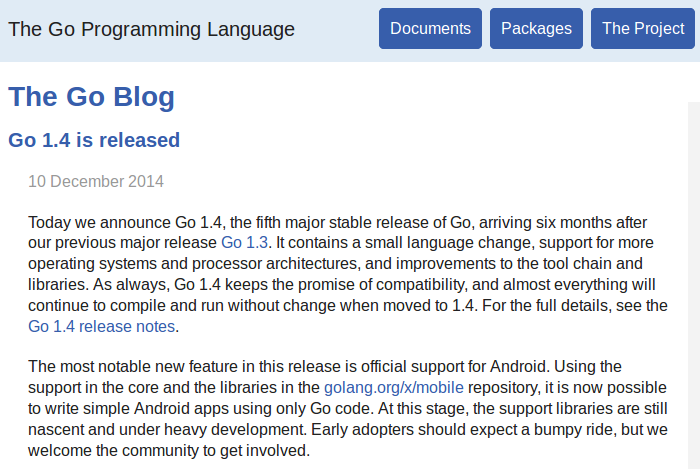 The Go Programming Language
Documents
Packages
The Project
The Go Blog
Go 1.4 is released
10 December 2014
Today we announce Go 1.4, the fifth major stable release of Go, arriving six months after
our previous major release Go 1.3. It contains a small language change, support for more
operating systems and processor architectures, and improvements to the tool chain and
libraries. As always, Go 1.4 keeps the promise of compatibility, and almost everything will
continue to compile and run without change when moved to 1.4. For the full details, see the
Go 1.4 release notes.
The most notable new feature in this release is official support for Android. Using the
support in the core and the libraries in the golang.org/x/mobile repository, it is now possible
to write simple Android apps using only Go code. At this stage, the support libraries are still
nascent and under heavy development. Early adopters should expect a bumpy ride, but we
welcome the community to get involved.